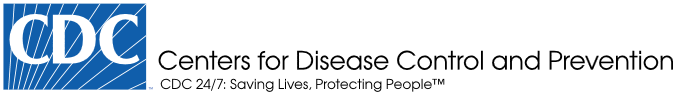 CDC
Centers for Disease Control and Prevention
CDC 24/7: Saving Lives, Protecting People™